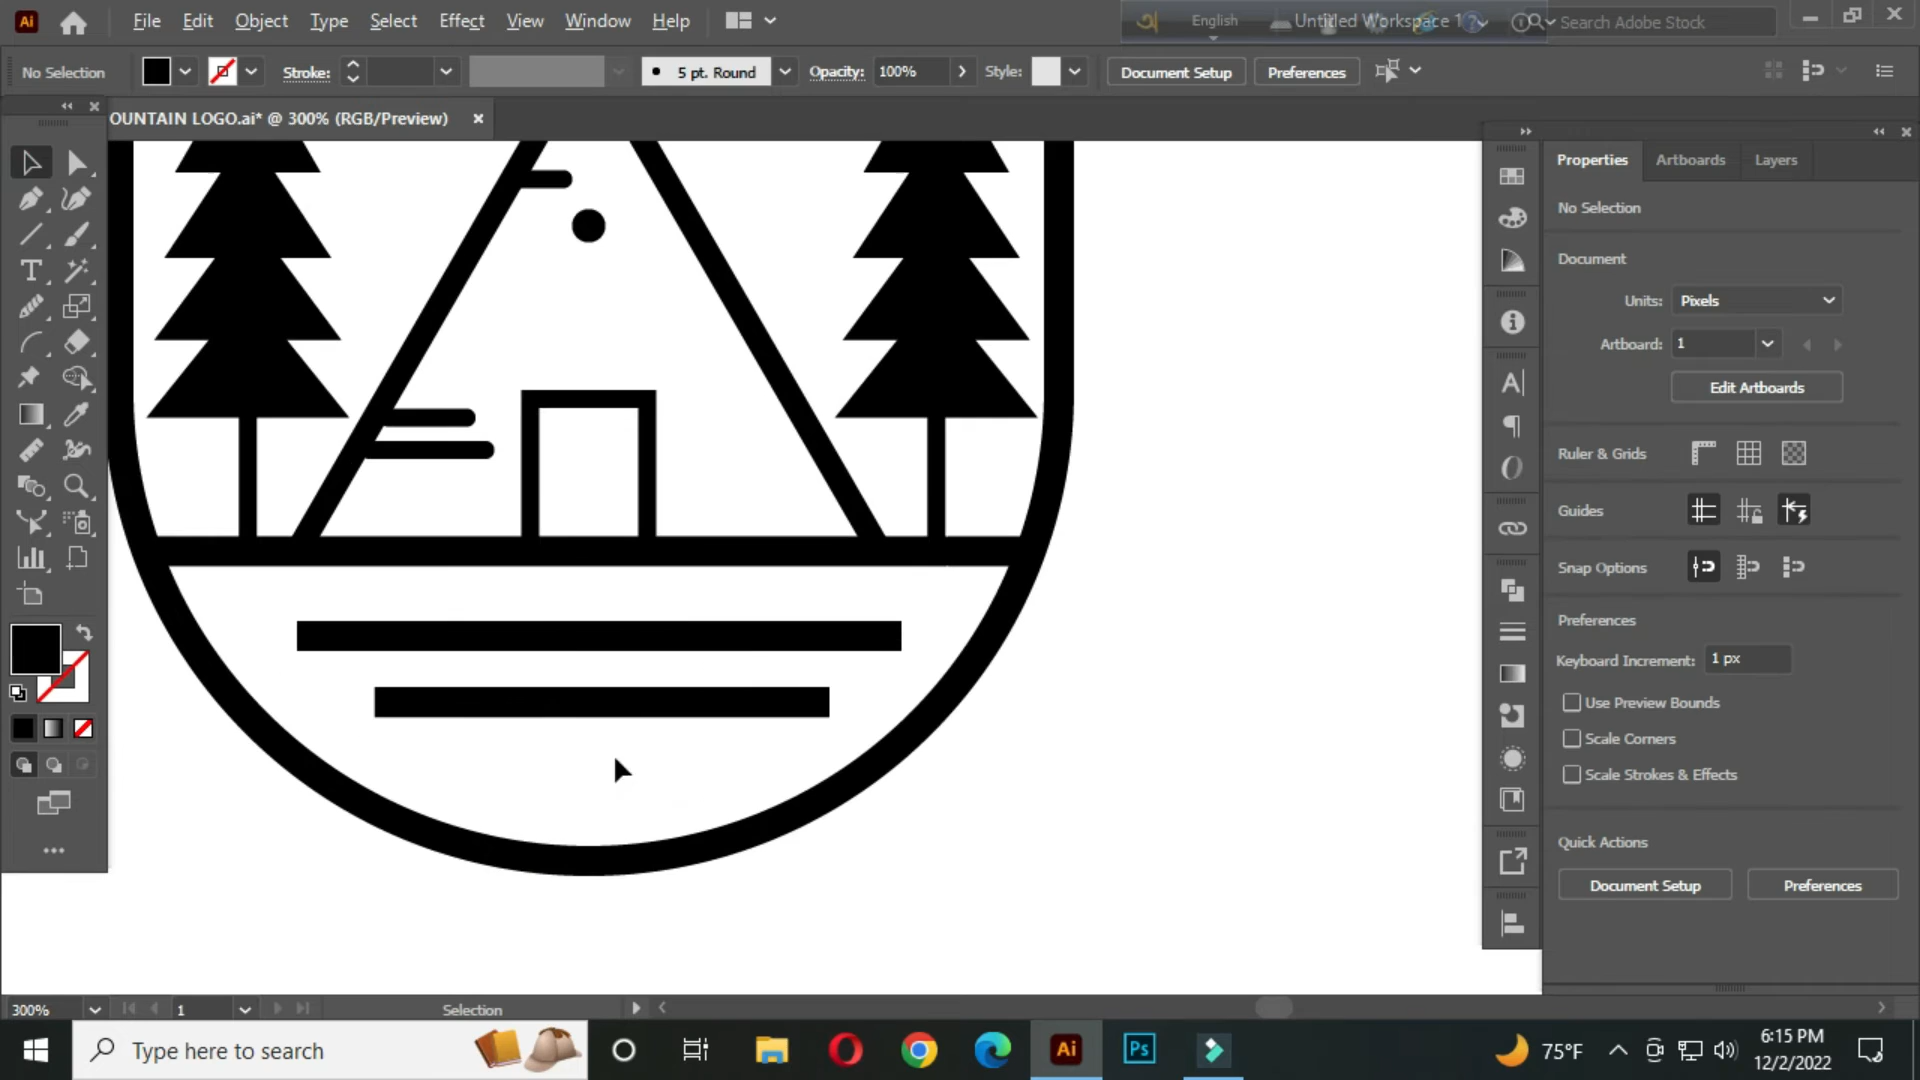 Ai File Edit Object Type Select Effect View Window Help অ English Untitled Workspace 1 Search Adobe Stock
No Selection Stroke: 5 pt. Round Opacity: 100% Style: Document Setup Preferences
OUNTAIN LOGO.ai* @ 300% (RGB/Preview)
Properties Artboards Layers
No Selection
Document
Units: Pixels
Artboard: 1
Edit Artboards
Ruler & Grids
Guides
Snap Options
Preferences
Keyboard Increment: 1 px
Use Preview Bounds
Scale Corners
Scale Strokes & Effects
Quick Actions
Document Setup Preferences
300% 1 Selection
Type here to search Ai Ps 75°F 6:15 PM
12/2/2022